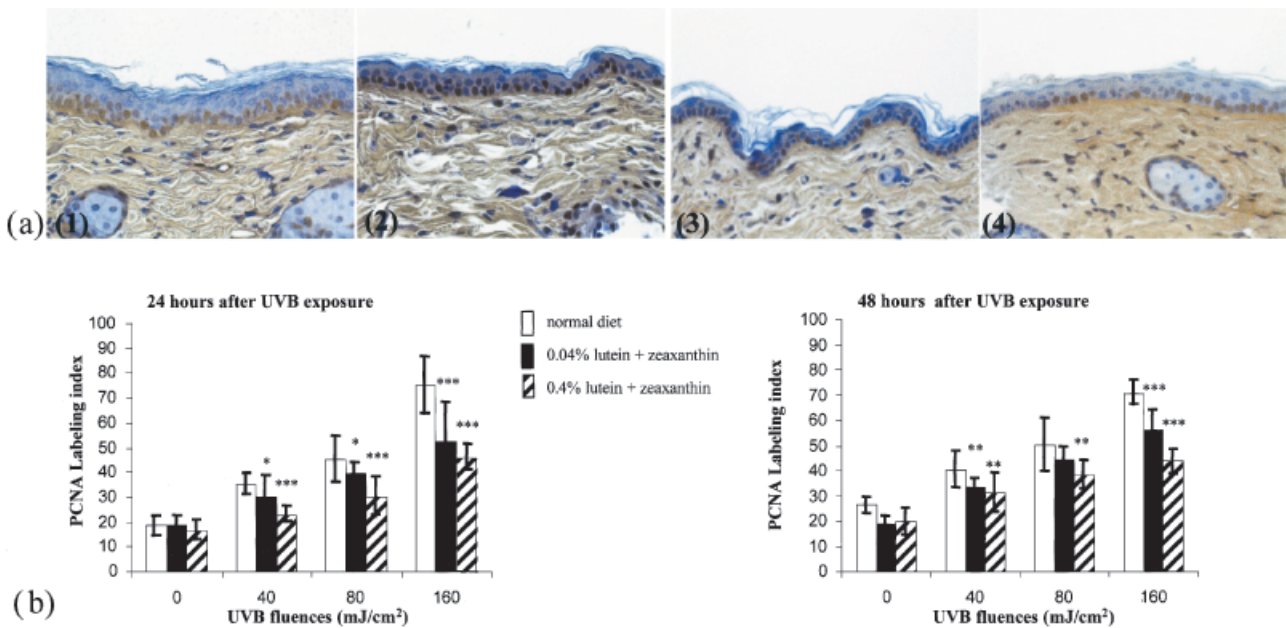 (a) (1) (2) (3) (4)
24 hours after UVB exposure
PCNA Labeling index
100
90
80
70
60
50
40
30
20
10
0
* *** * *** *** ***
0 40 80 160
UVB fluences (mJ/cm²)
normal diet
0.04% lutein + zeaxanthin
0.4% lutein + zeaxanthin
48 hours after UVB exposure
PCNA Labeling index
100
90
80
70
60
50
40
30
20
10
0
** ** ** *** ***
0 40 80 160
UVB fluences (mJ/cm²)
(b)